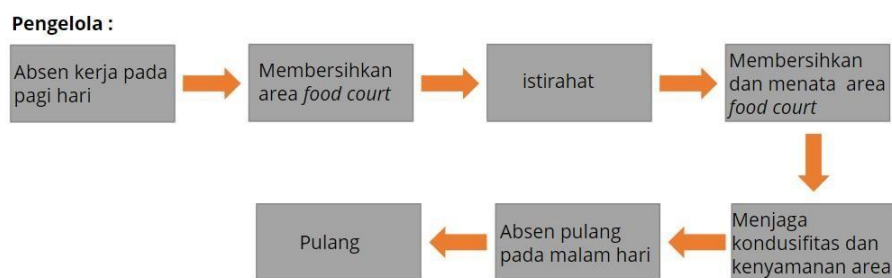 Pengelola :
Absen kerja pada
pagi hari
Membersihkan
area food court
istirahat
Membersihkan
dan menata area
food court
Menjaga
kondusifitas dan
kenyamanan area
Absen pulang
pada malam hari
Pulang